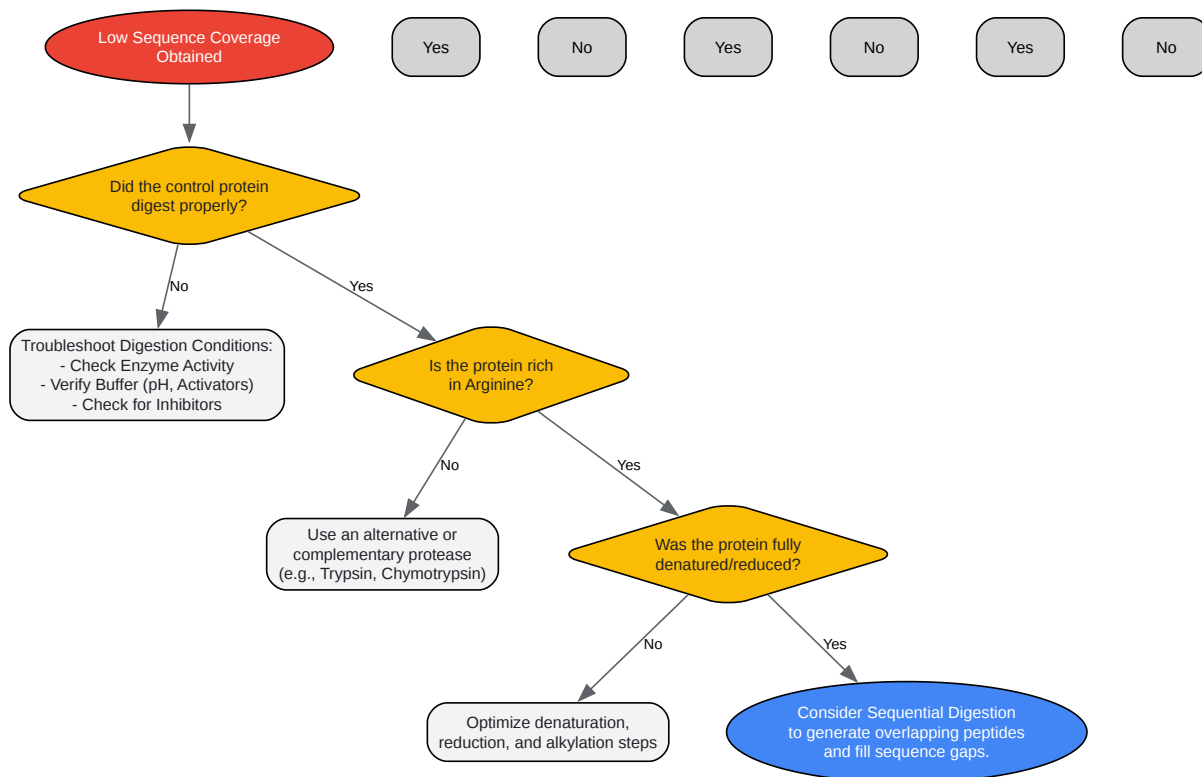 Low Sequence Coverage
Obtained
Yes
No
Yes
No
Yes
No
Did the control protein
digest properly?
No
Yes
Troubleshoot Digestion Conditions:
- Check Enzyme Activity
- Verify Buffer (pH, Activators)
- Check for Inhibitors
Is the protein rich
in Arginine?
No
Yes
Use an alternative or
complementary protease
(e.g., Trypsin, Chymotrypsin)
Was the protein fully
denatured/reduced?
No
Yes
Optimize denaturation,
reduction, and alkylation steps
Consider Sequential Digestion
to generate overlapping peptides
and fill sequence gaps.